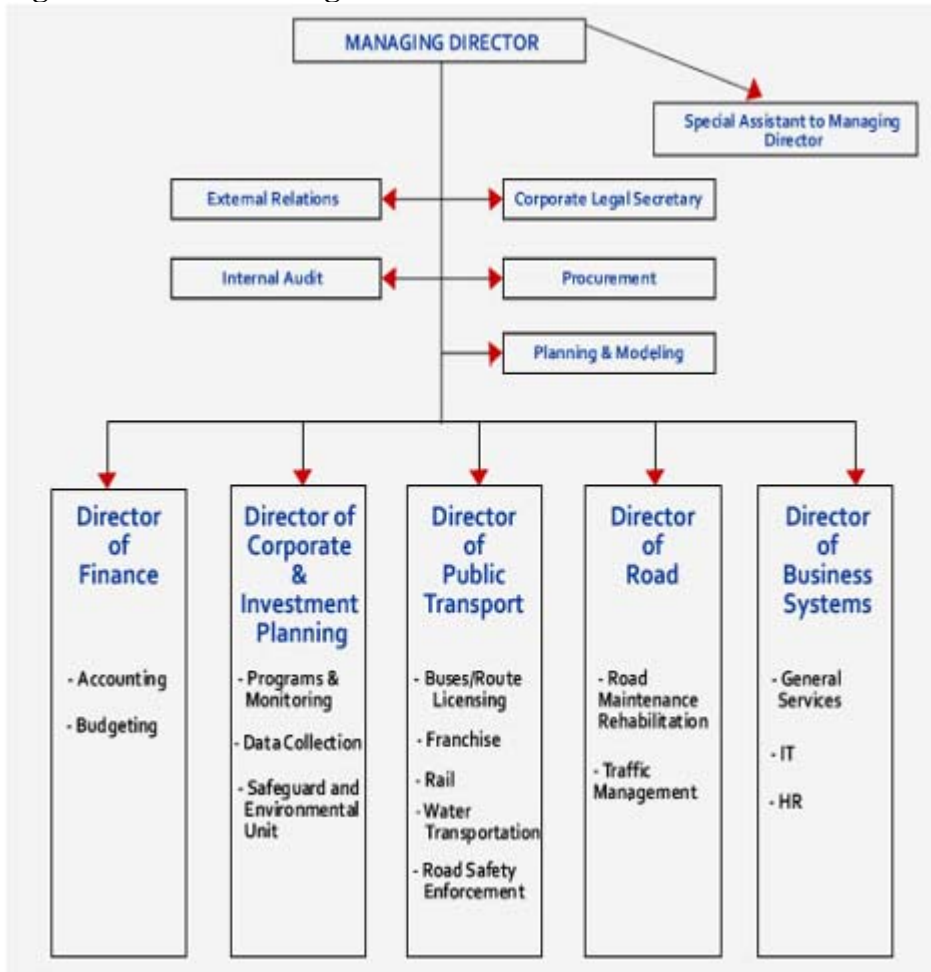 MANAGING DIRECTOR
Special Assistant to Managing
Director
External Relations
Corporate Legal Secretary
Internal Audit
Procurement
Planning & Modeling
Director
of
Finance
- Accounting
- Budgeting
Director of
Corporate
&
Investment
Planning
- Programs &
Monitoring
- Data Collection
- Safeguard and
Environmental
Unit
Director
of
Public
Transport
- Buses/Route
Licensing
- Franchise
- Rail
- Water
Transportation
- Road Safety
Enforcement
Director
of
Road
- Road
Maintenance
Rehabilitation
- Traffic
Management
Director
of
Business
Systems
- General
Services
- IT
- HR